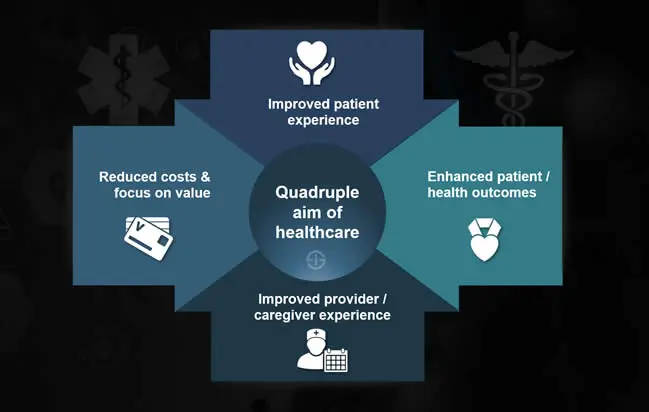 Improved patient
experience
Reduced costs &
focus on value
Enhanced patient /
health outcomes
Quadruple
aim of
healthcare
Improved provider /
caregiver experience
V